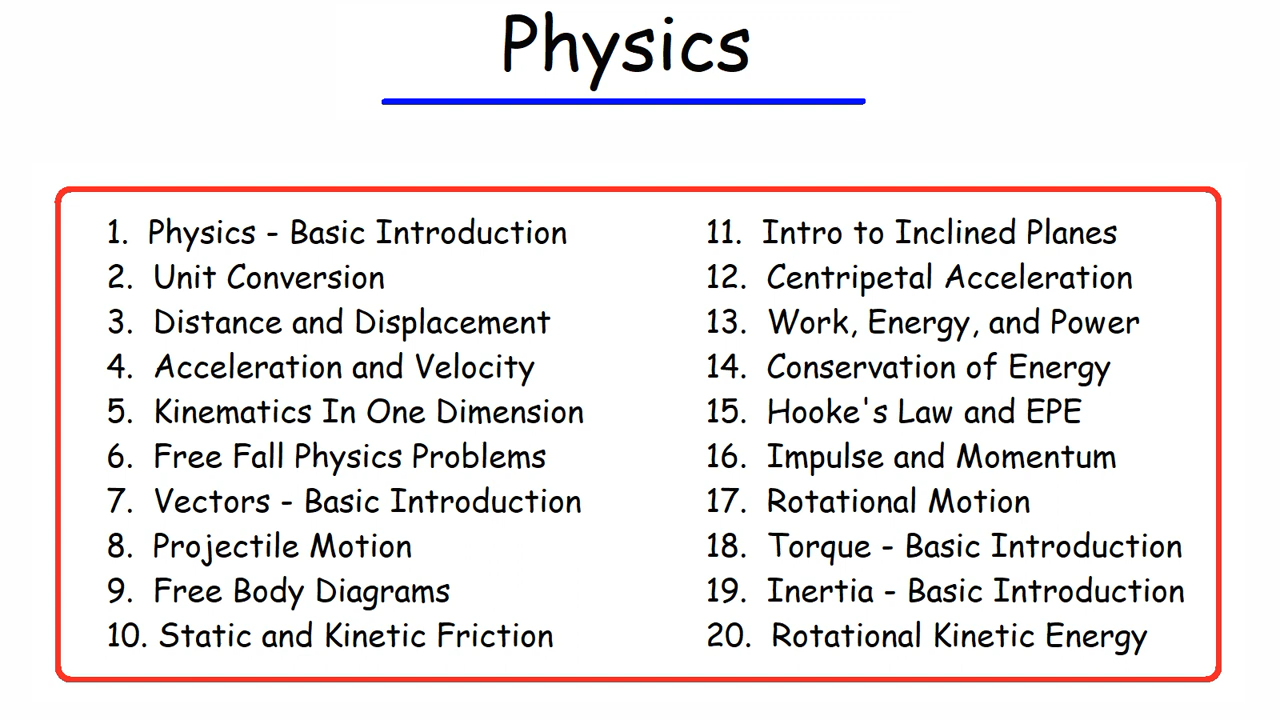 Physics
1. Physics - Basic Introduction
2. Unit Conversion
3. Distance and Displacement
4. Acceleration and Velocity
5. Kinematics In One Dimension
6. Free Fall Physics Problems
7. Vectors - Basic Introduction
8. Projectile Motion
9. Free Body Diagrams
10. Static and Kinetic Friction
11. Intro to Inclined Planes
12. Centripetal Acceleration
13. Work, Energy, and Power
14. Conservation of Energy
15. Hooke's Law and EPE
16. Impulse and Momentum
17. Rotational Motion
18. Torque - Basic Introduction
19. Inertia - Basic Introduction
20. Rotational Kinetic Energy